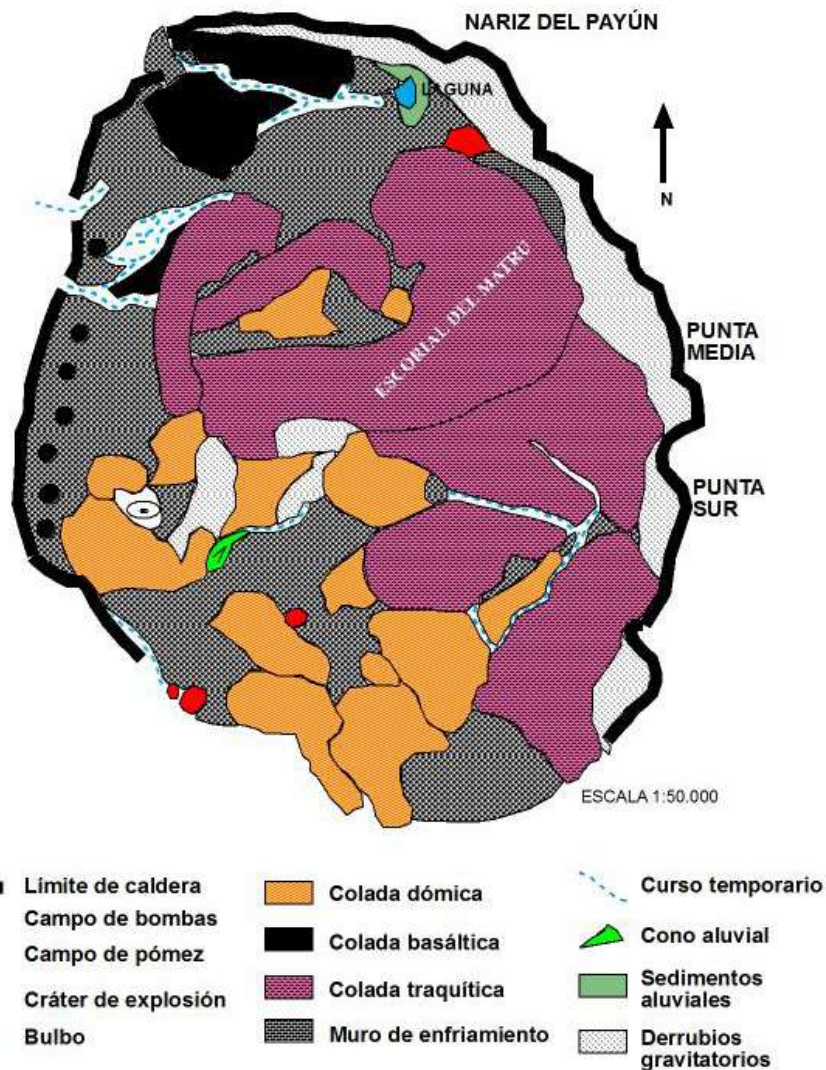 NARIZ DEL PAYÚN
LAGUNA
N
ESCORIAL DEL MATRU
PUNTA
MEDIA
PUNTA
SUR
ESCALA 1:50.000
Límite de caldera
Campo de bombas
Campo de pómez
Cráter de explosión
Bulbo
Colada dómica
Colada basáltica
Colada traquítica
Muro de enfriamiento
Curso temporario
Cono aluvial
Sedimentos
aluviales
Derrubios
gravitatorios